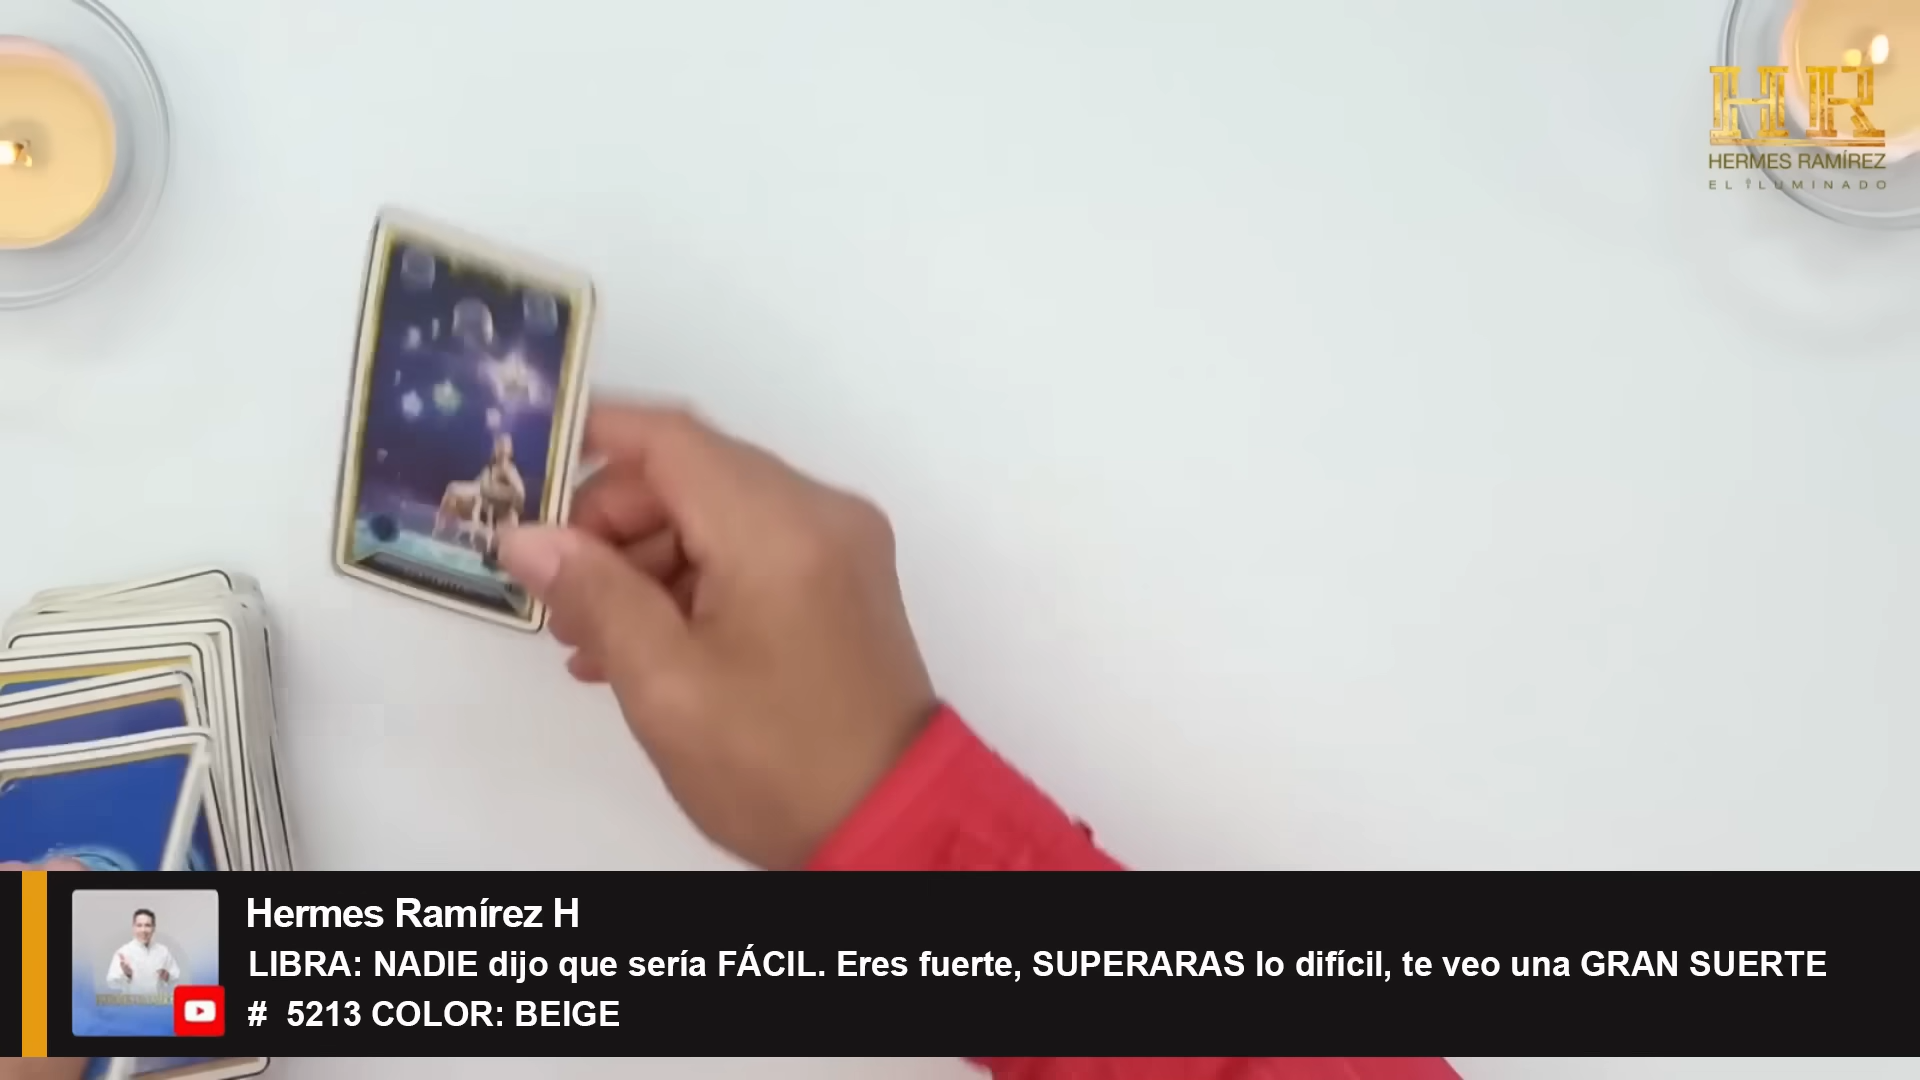 HR
HERMES RAMÍREZ
EL ILUMINADO
Hermes Ramírez H
LIBRA: NADIE dijo que sería FÁCIL. Eres fuerte, SUPERARAS lo difícil, te veo una GRAN SUERTE
# 5213 COLOR: BEIGE